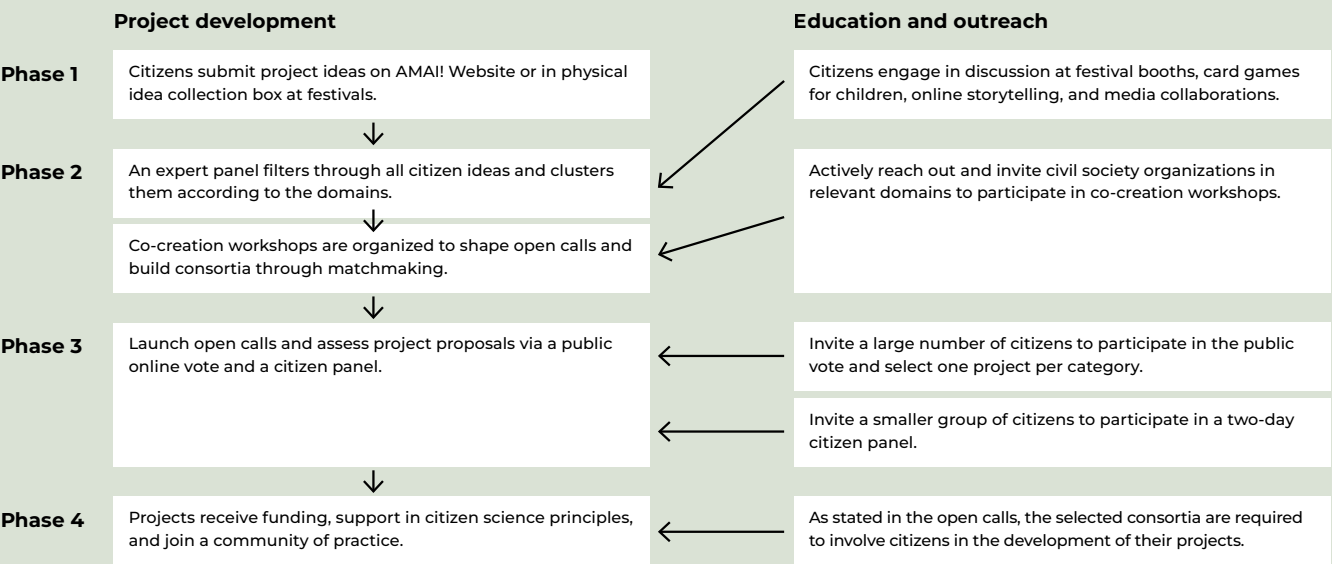 Project development
Education and outreach
Phase 1
Citizens submit project ideas on AMAI! Website or in physical
idea collection box at festivals.
Citizens engage in discussion at festival booths, card games
for children, online storytelling, and media collaborations.
Phase 2
An expert panel filters through all citizen ideas and clusters
them according to the domains.
Co-creation workshops are organized to shape open calls and
build consortia through matchmaking.
Actively reach out and invite civil society organizations in
relevant domains to participate in co-creation workshops.
Phase 3
Launch open calls and assess project proposals via a public
online vote and a citizen panel.
Invite a large number of citizens to participate in the public
vote and select one project per category.
Invite a smaller group of citizens to participate in a two-day
citizen panel.
Phase 4
Projects receive funding, support in citizen science principles,
and join a community of practice.
As stated in the open calls, the selected consortia are required
to involve citizens in the development of their projects.